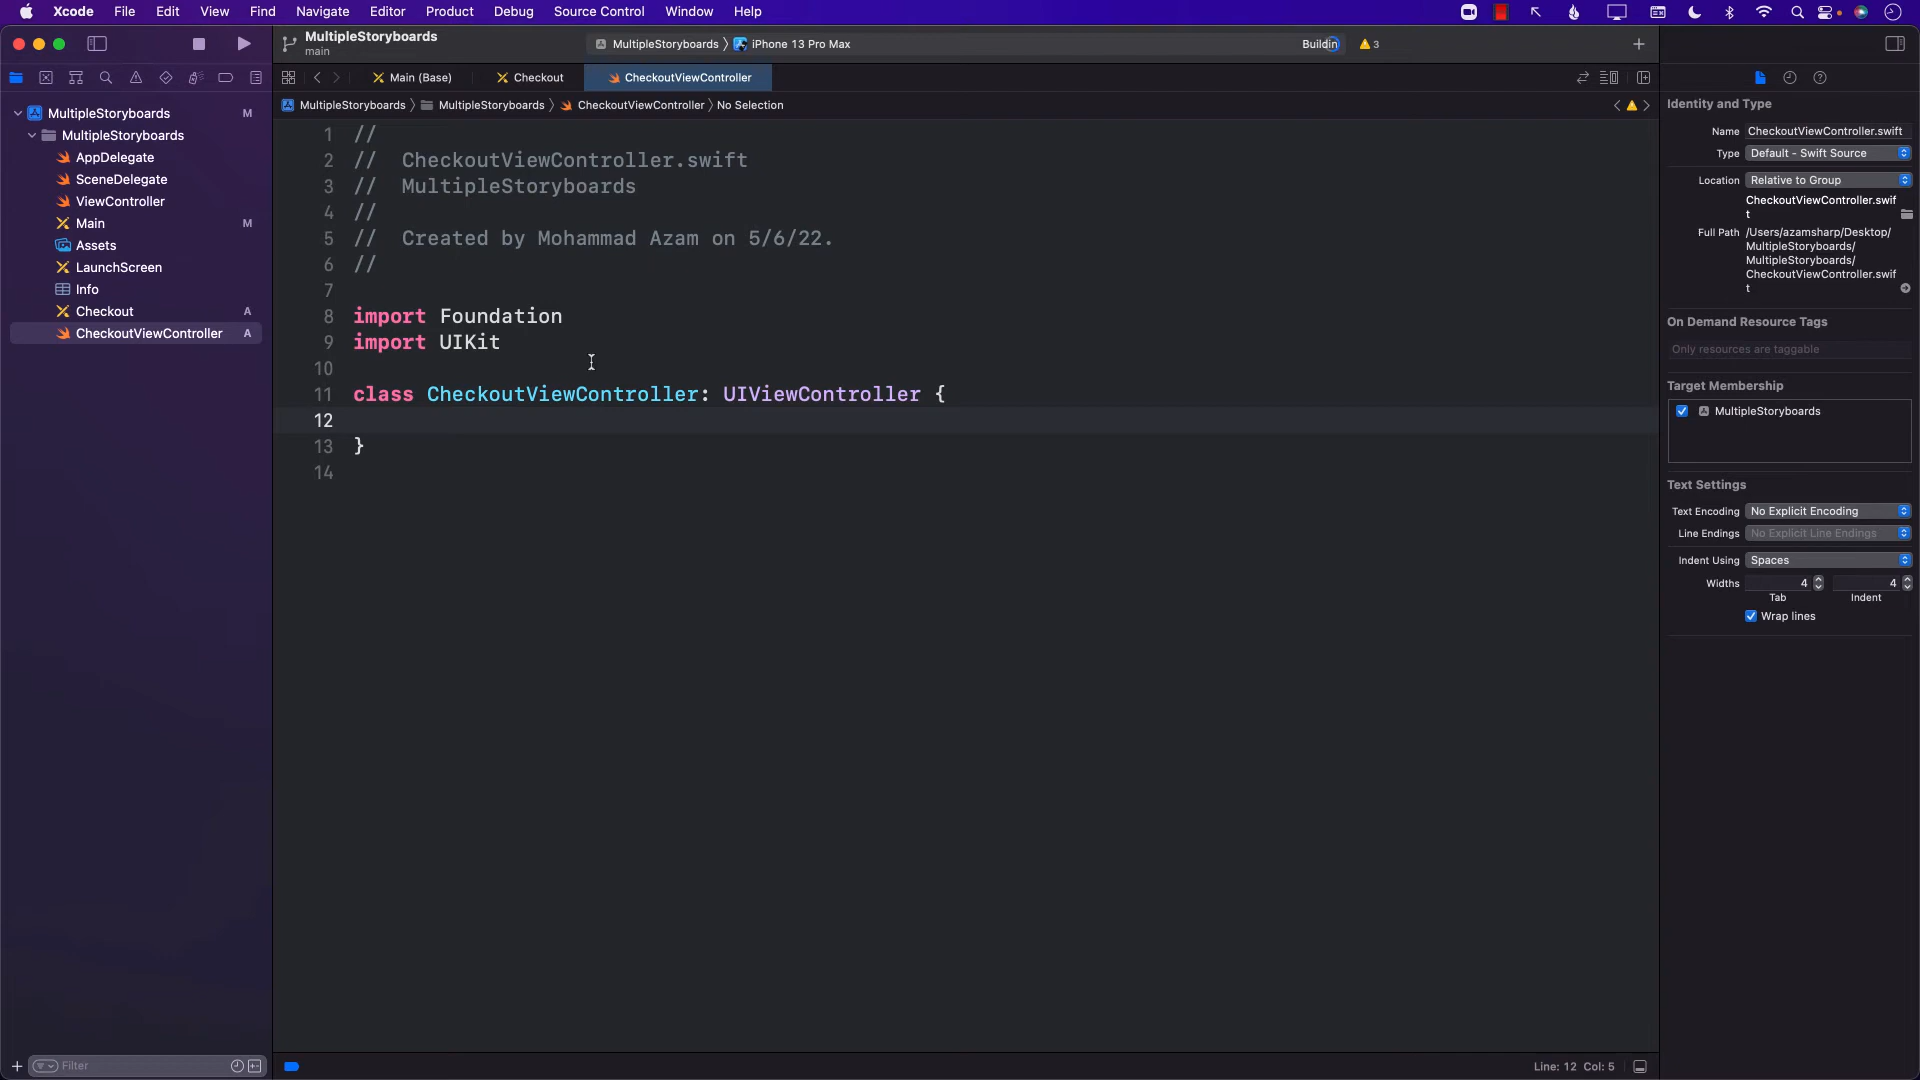 Xcode File Edit View Find Navigate Editor Product Debug Source Control Window Help
MultipleStoryboards
main
MultipleStoryboards 〉 iPhone 13 Pro Max
Buildin
3
Main (Base)
Checkout
CheckoutViewController
MultipleStoryboards 〉 MultipleStoryboards 〉 CheckoutViewController 〉 No Selection
MultipleStoryboards M
MultipleStoryboards
AppDelegate
SceneDelegate
ViewController
Main M
Assets
LaunchScreen
Info
Checkout A
CheckoutViewController A
Filter
1 //
2 // CheckoutViewController.swift
3 // MultipleStoryboards
4 //
5 // Created by Mohammad Azam on 5/6/22.
6 //
7
8 import Foundation
9 import UIKit
10
11 class CheckoutViewController: UIViewController {
12
13 }
14
Line: 12 Col: 5
Identity and Type
Name CheckoutViewController.swift
Type Default - Swift Source
Location Relative to Group
CheckoutViewController.swif
t
Full Path /Users/azamsharp/Desktop/
MultipleStoryboards/
MultipleStoryboards/
CheckoutViewController.swif
t
On Demand Resource Tags
Only resources are taggable
Target Membership
MultipleStoryboards
Text Settings
Text Encoding No Explicit Encoding
Line Endings No Explicit Line Endings
Indent Using Spaces
Widths 4 4
Tab Indent
Wrap lines